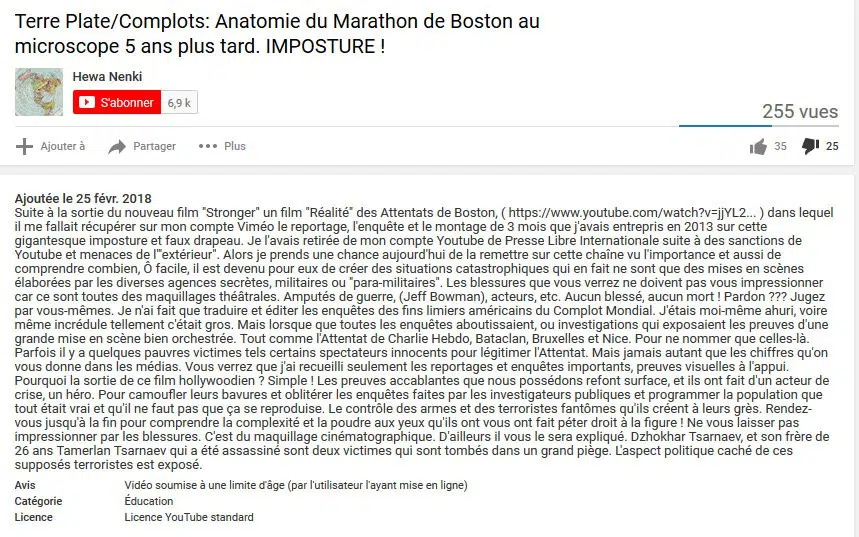 Terre Plate/Complots: Anatomie du Marathon de Boston au
microscope 5 ans plus tard. IMPOSTURE !
Hewa Nenki
S'abonner 6,9 k
255 vues
Ajouter à Partager Plus 35 25
Ajoutée le 25 févr. 2018
Suite à la sortie du nouveau film "Stronger" un film "Réalité" des Attentats de Boston, ( https://www.youtube.com/watch?v=jjYL2... ) dans lequel
il me fallait récupérer sur mon compte Viméo le reportage, l'enquête et le montage de 3 mois que j'avais entrepris en 2013 sur cette
gigantesque imposture et faux drapeau. Je l'avais retirée de mon compte Youtube de Presse Libre Internationale suite à des sanctions de
Youtube et menaces de l'"extérieur". Alors je prends une chance aujourd'hui de la remettre sur cette chaîne vu l'importance et aussi de
comprendre combien, Ô facile, il est devenu pour eux de créer des situations catastrophiques qui en fait ne sont que des mises en scènes
élaborées par les diverses agences secrètes, militaires ou "para-militaires". Les blessures que vous verrez ne doivent pas vous impressionner
car ce sont toutes des maquillages théâtrales. Amputés de guerre, (Jeff Bowman), acteurs, etc. Aucun blessé, aucun mort ! Pardon ??? Jugez
par vous-mêmes. Je n'ai fait que traduire et éditer les enquêtes des fins limiers américains du Complot Mondial. J'étais moi-même ahuri, voire
même incrédule tellement c'était gros. Mais lorsque toutes les enquêtes aboutissaient, ou investigations qui exposaient les preuves d'une
grande mise en scène bien orchestrée. Tout comme l'Attentat de Charlie Hebdo, Bataclan, Bruxelles et Nice. Pour ne nommer que celles-là.
Parfois il y a quelques pauvres victimes tels certains spectateurs innocents pour légitimer l'Attentat. Mais jamais autant que les chiffres qu'on
vous donne dans les médias. Vous verrez que j'ai recueilli seulement les reportages et enquêtes importants, preuves visuelles à l'appui.
Pourquoi la sortie de ce film hollywoodien ? Simple ! Les preuves accablantes que nous possédons refont surface, et ils ont fait d'un acteur de
crise, un héro. Pour camoufler leurs bavures et oblitérer les enquêtes faites par les investigateurs publiques et programmer la population que
tout était vrai et qu'il ne faut pas que ça se reproduise. Le contrôle des armes et des terroristes fantômes qu'ils créent à leurs grès. Rendez-
vous jusqu'à la fin pour comprendre la complexité et la poudre aux yeux qu'ils ont vous ont fait péter droit à la figure ! Ne vous laisser pas
impressionner par les blessures. C'est du maquillage cinématographique. D'ailleurs il vous le sera expliqué. Dzhokhar Tsarnaev, et son frère de
26 ans Tamerlan Tsarnaev qui a été assassiné sont deux victimes qui sont tombés dans un grand piège. L'aspect politique caché de ces
supposés terroristes est exposé.
Avis Vidéo soumise à une limite d'âge (par l'utilisateur l'ayant mise en ligne)
Catégorie Éducation
Licence Licence YouTube standard